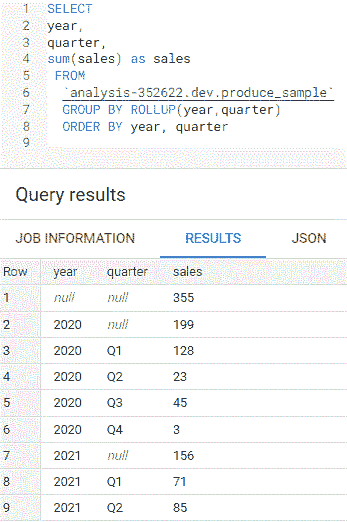 1 SELECT
2 year,
3 quarter,
4 sum(sales) as sales
5 FROM
6 `analysis-352622.dev.produce_sample`
7 GROUP BY ROLLUP(year,quarter)
8 ORDER BY year, quarter
9
Query results
JOB INFORMATION RESULTS JSON
Row year quarter sales
1 null null 355
2 2020 null 199
3 2020 Q1 128
4 2020 Q2 23
5 2020 Q3 45
6 2020 Q4 3
7 2021 null 156
8 2021 Q1 71
9 2021 Q2 85